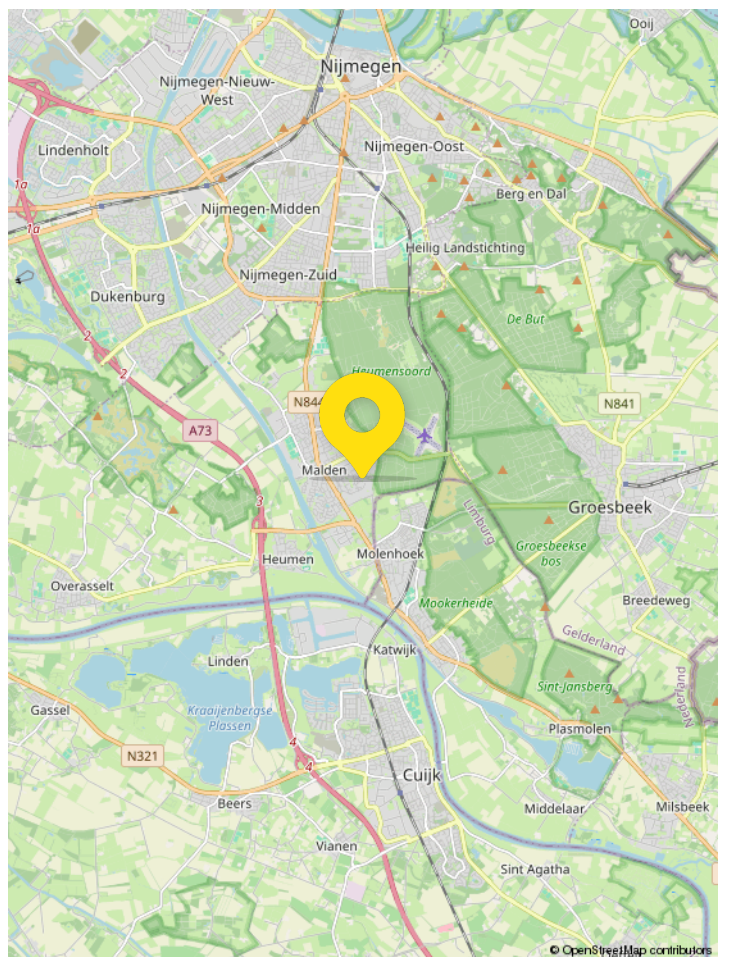 Ooij
Nijmegen
Nijmegen-Nieuw-
West
Nijmegen-Oost
Lindenholt
1a
Berg en Dal
Nijmegen-Midden
1a
Heilig Landstichting
Nijmegen-Zuid
Dukenburg
De But
2
2
Heumensoord
N844
N841
A73
Malden
3
Limburg
Groesbeek
Molenhoek
Groesbeekse
bos
Heumen
Overasselt
Mookerheide
Breedeweg
Gelderland
Katwijk
Linden
Sint-Jansberg
Nederland
Gassel
Kraaijenbergse
Plassen
Plasmolen
4
N321
4
Cuijk
Beers
Middelaar
Milsbeek
Vianen
Sint Agatha
© OpenStreetMap contributors